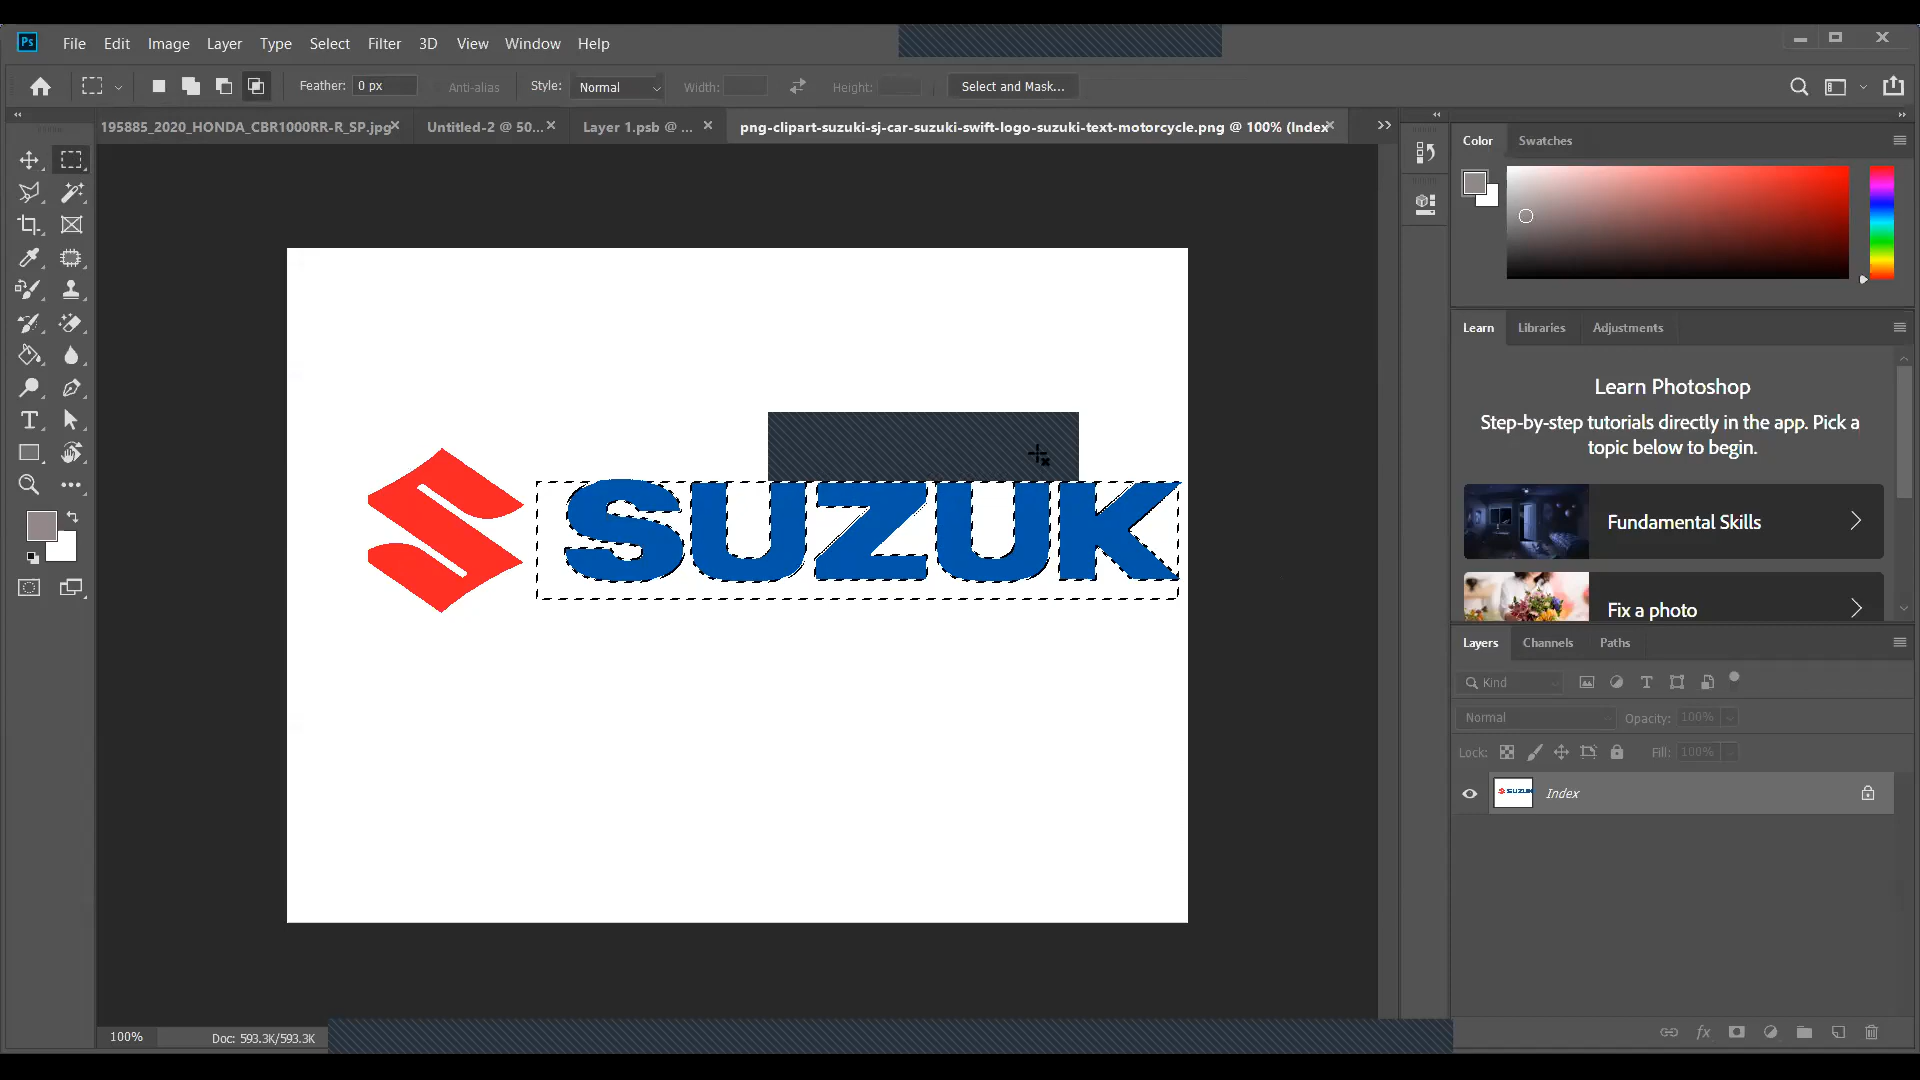 Ps File Edit Image Layer Type Select Filter 3D View Window Help
Feather: 0 px Anti-alias Style: Normal Width: Height: Select and Mask...
195885_2020_HONDA_CBR1000RR-R_SP.jpg Untitled-2 @ 50... Layer 1.psb @ ... png-clipart-suzuki-sj-car-suzuki-swift-logo-suzuki-text-motorcycle.png @ 100% (Index
Color Swatches
Learn Libraries Adjustments
Learn Photoshop
Step-by-step tutorials directly in the app. Pick a
topic below to begin.
Fundamental Skills
Fix a photo
SUZUK
Layers Channels Paths
Kind
Normal Opacity: 100%
Lock: Fill: 100%
SUZUK Index
100% Doc: 593.3K/593.3K